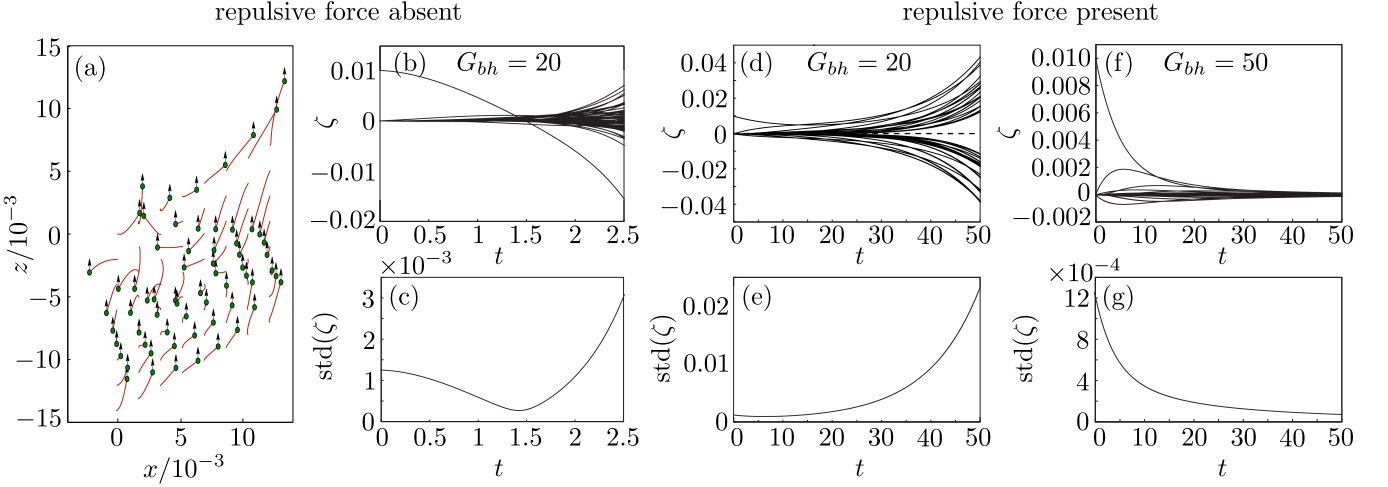 repulsive force absent
repulsive force present
(a)
15
10
5
0
−5
−10
−15
z/10⁻³
0
5
10
x/10⁻³
(b)
G_bh = 20
0.01
0
−0.01
−0.02
ζ
0
0.5
1.0
1.5
2.0
2.5
t
×10⁻³
(c)
3
2
1
0
std(ζ)
0
0.5
1.0
1.5
2.0
2.5
t
(d)
G_bh = 20
0.04
0.02
0
−0.02
−0.04
ζ
0
10
20
30
40
50
t
(e)
0.02
0.01
0
std(ζ)
0
10
20
30
40
50
t
(f)
G_bh = 50
0.010
0.008
0.006
0.004
0.002
0
−0.002
ζ
0
10
20
30
40
50
t
×10⁻⁴
(g)
12
8
4
0
std(ζ)
0
10
20
30
40
50
t